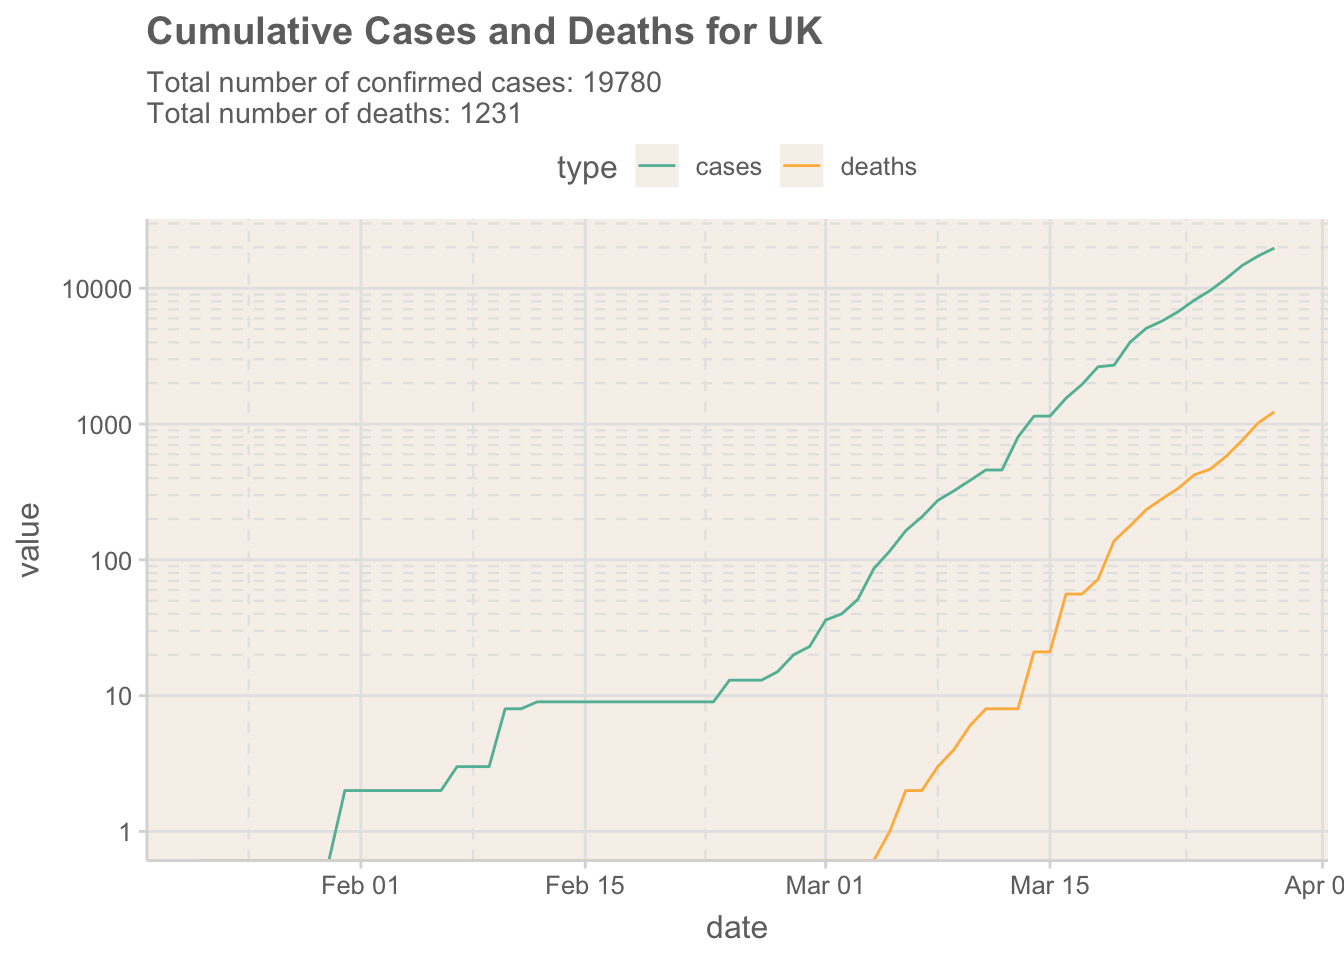 Cumulative Cases and Deaths for UK
Total number of confirmed cases: 19780
Total number of deaths: 1231
type cases deaths
10000
1000
100
10
1
value
Feb 01 Feb 15 Mar 01 Mar 15 Apr 0
date